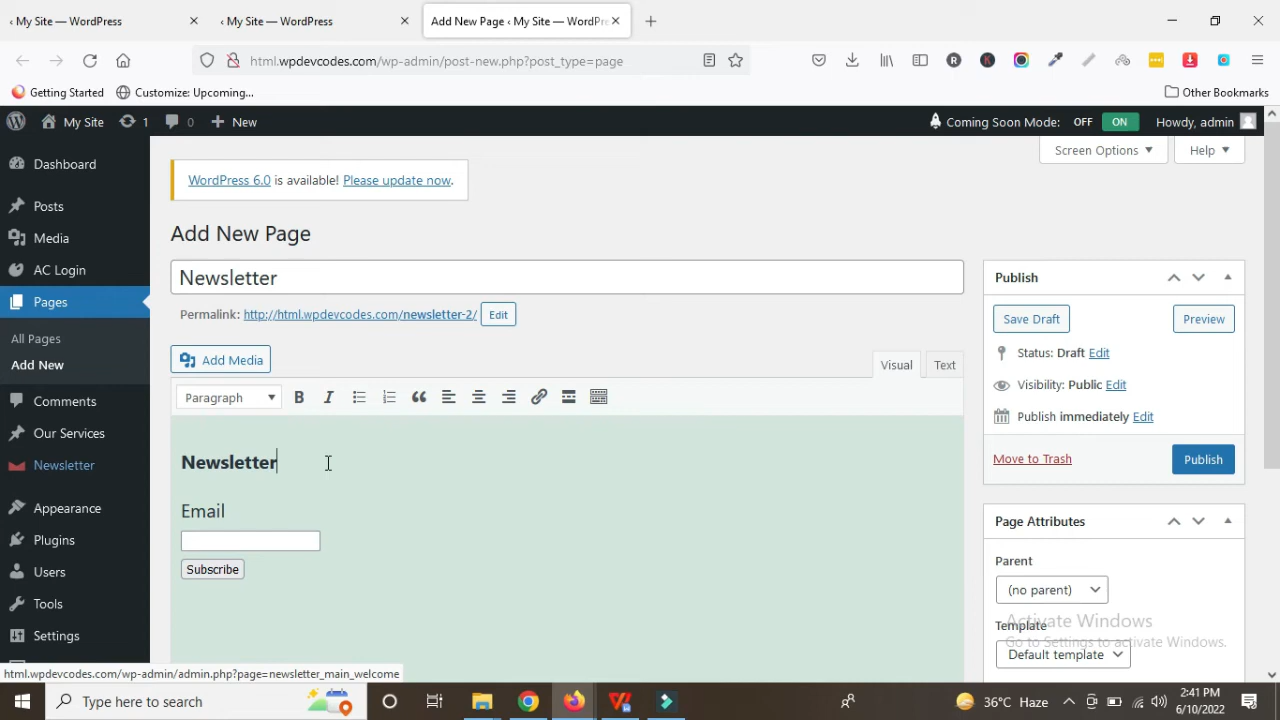 ‹ My Site — WordPress
‹ My Site — WordPress
Add New Page ‹ My Site — WordPre
html.wpdevcodes.com/wp-admin/post-new.php?post_type=page
Getting Started
Customize: Upcoming...
Other Bookmarks
My Site
1
0
New
Coming Soon Mode: OFF ON
Howdy, admin
Dashboard
Posts
Media
AC Login
Pages
All Pages
Add New
Comments
Our Services
Newsletter
Appearance
Plugins
Users
Tools
Settings
Screen Options
Help
WordPress 6.0 is available! Please update now.
Add New Page
Newsletter
Permalink: http://html.wpdevcodes.com/newsletter-2/ Edit
Add Media
Visual
Text
Paragraph
B
I
Newsletter
Email
Subscribe
Publish
Save Draft
Preview
Status: Draft Edit
Visibility: Public Edit
Publish immediately Edit
Move to Trash
Publish
Page Attributes
Parent
(no parent)
Template
Default template
Activate Windows
Go to Settings to activate Windows.
html.wpdevcodes.com/wp-admin/admin.php?page=newsletter_main_welcome
Type here to search
36°C Haze
2:41 PM
6/10/2022